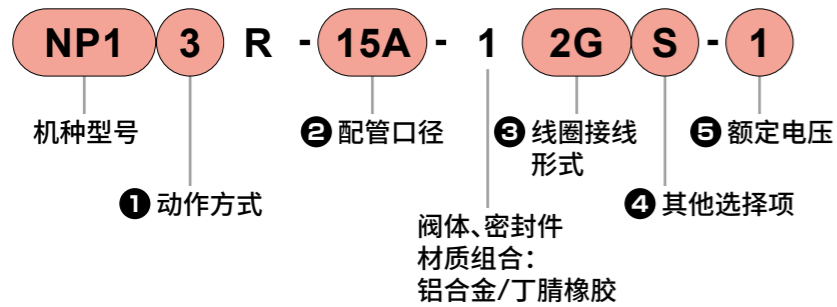 NP1 3 R - 15A - 1 2G S - 1
机种型号
❷ 配管口径
❸ 线圈接线
形式
❺ 额定电压
❶ 动作方式
❹ 其他选择项
阀体、密封件
材质组合：
铝合金/丁腈橡胶